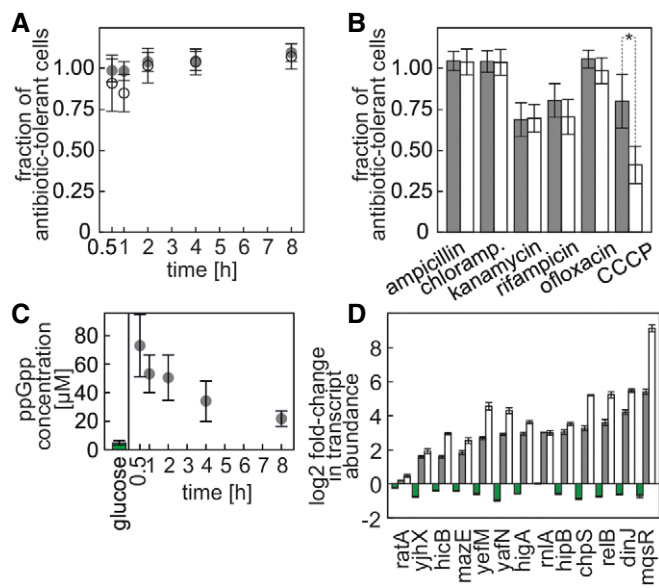 A
fraction of
antibiotic-tolerant cells
1.00
0.75
0.50
0.25
0
0.5 1 2 3 4 5 6 7 8
time [h]
B
fraction of
antibiotic-tolerant cells
1.00
0.75
0.50
0.25
0
*
ampicillin
chloramp.
kanamycin
rifampicin
ofloxacin
CCCP
C
ppGpp
concentration
[µM]
80
60
40
20
0
glucose
0.5 1 2 3 4 5 6 7 8
time [h]
D
log2 fold-change
in transcript
abundance
8
6
4
2
0
-2
ratA
yjhX
hicB
mazE
yefM
yafN
higA
rnlA
hipB
chpS
relB
dinJ
mqsR